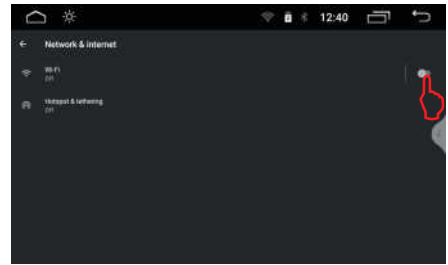 12:40
Network & internet
Wi-Fi
Off
Hotspot & tethering
Off